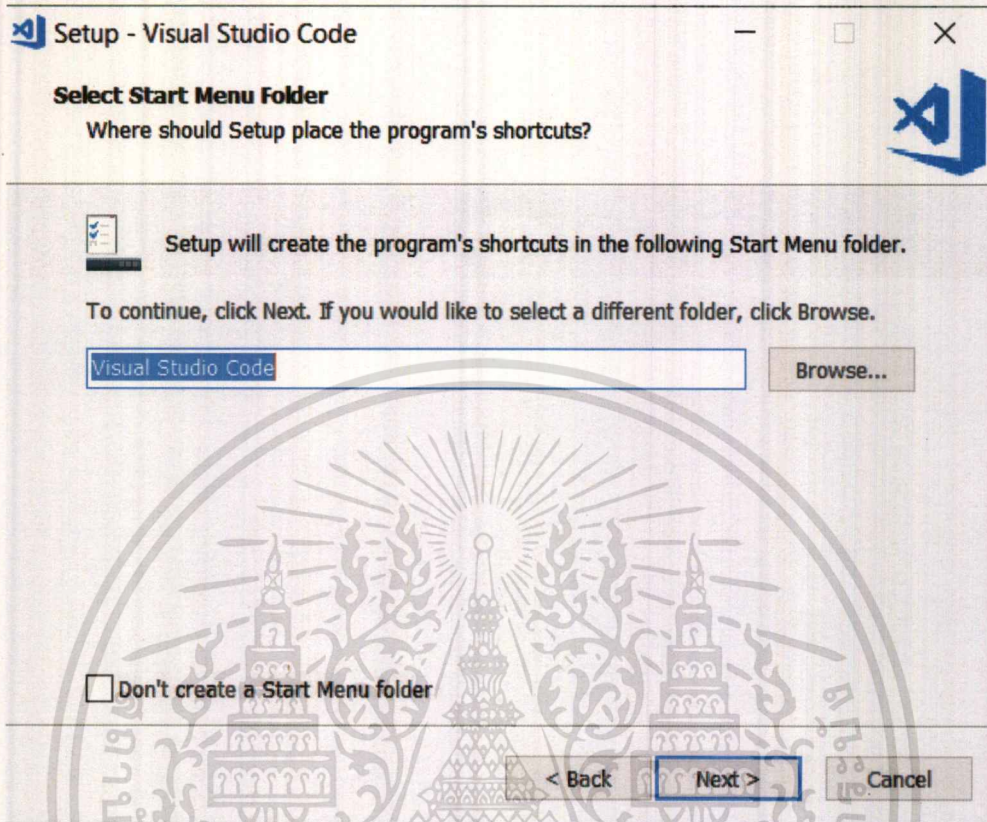 Setup - Visual Studio Code
Select Start Menu Folder
Where should Setup place the program's shortcuts?
Setup will create the program's shortcuts in the following Start Menu folder.
To continue, click Next. If you would like to select a different folder, click Browse.
Visual Studio Code
Browse...
Don't create a Start Menu folder
< Back
Next >
Cancel